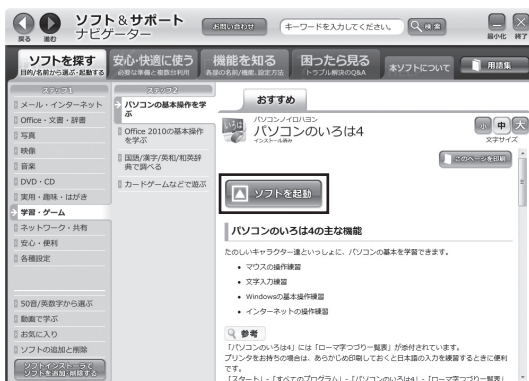 戻る
進む
ソフト&サポート
ナビゲーター
お問い合わせ
キーワードを入力してください。
検索
最小化
終了
ソフトを探す
目的/名前から選ぶ・起動する
安心・快適に使う
必要な準備と複数台利用
機能を知る
各部の名前/機能、設定方法
困ったら見る
トラブル解決のQ&A
本ソフトについて
用語集
ステップ1
メール・インターネット
Office・文書・辞書
写真
映像
音楽
DVD・CD
実用・趣味・はがき
学習・ゲーム
ネットワーク・共有
安心・便利
各種設定
50音/英数字から選ぶ
動画で学ぶ
お気に入り
ソフトの追加と削除
ソフトインストーラで
ソフトを追加・削除する
ステップ2
パソコンの基本操作を学
ぶ
Office 2010の基本操作
を学ぶ
国語/漢字/英和/和英辞
典で調べる
カードゲームなどで遊ぶ
おすすめ
いろは
パソコンノイロハヨン
パソコンのいろは4
インストール済み
小 中 大
文字サイズ
このページを印刷
ソフトを起動
パソコンのいろは4の主な機能
たのしいキャラクター達といっしょに、パソコンの基本を学習できます。
• マウスの操作練習
• 文字入力練習
• Windowsの基本操作練習
• インターネットの操作練習
参考
「パソコンのいろは4」には「ローマ字つづり一覧表」が添付されています。
プリンタをお持ちの場合は、あらかじめ印刷しておくと日本語の入力を練習するときに便利
です。
「スタート」-「すべてのプログラム」-「パソコンのいろは4」-「ローマ字つづり一覧表」